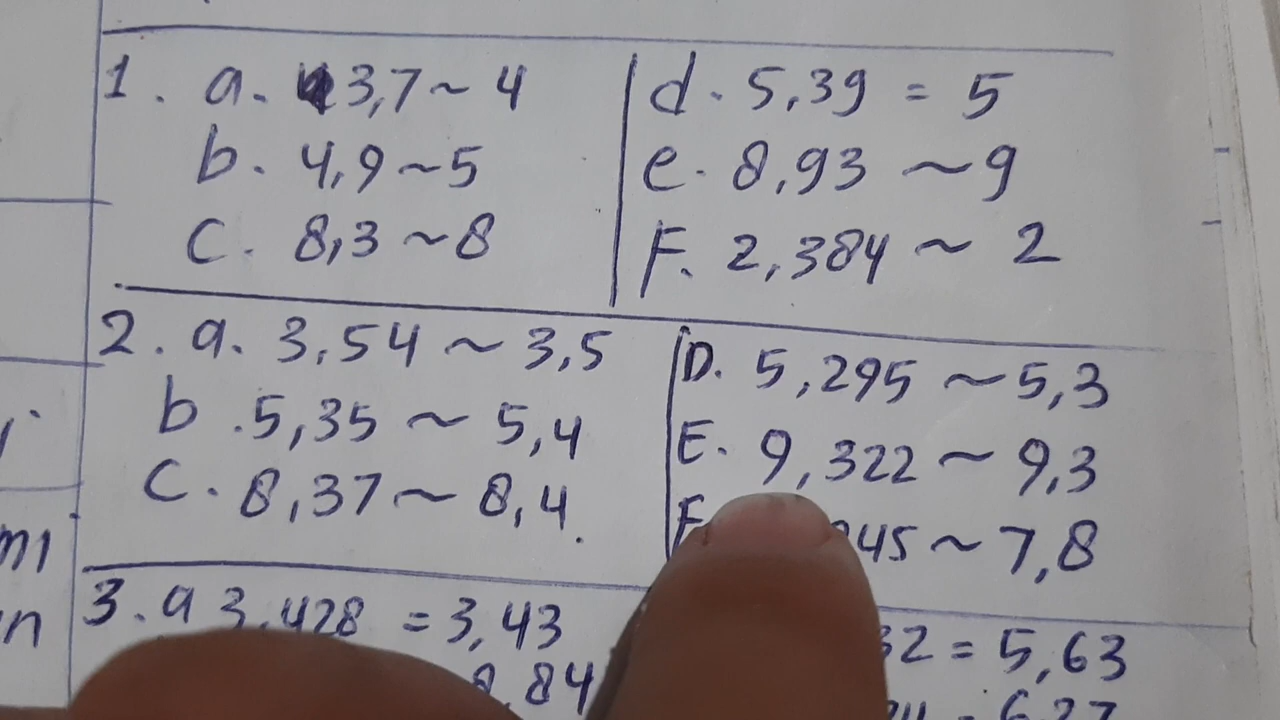 1. a. 3,7 ~ 4
b. 4,9 ~ 5
c. 8,3 ~ 8
d. 5,39 = 5
e. 8,93 ~ 9
F. 2,384 ~ 2
2. a. 3,54 ~ 3,5
b. 5,35 ~ 5,4
c. 8,37 ~ 8,4.
D. 5,295 ~ 5,3
E. 9,322 ~ 9,3
F 45 ~ 7,8
3. a 3,428 = 3,43
,84
32 = 5,63